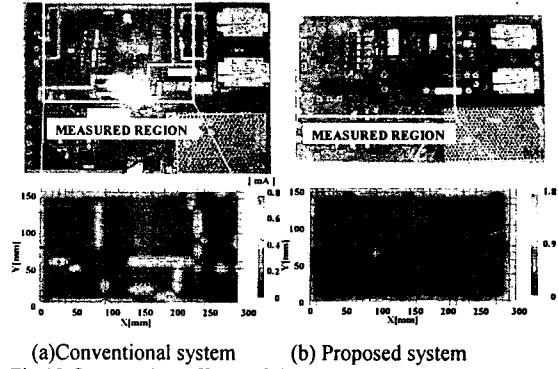 MEASURED REGION
MEASURED REGION
[ mA]
150
100
50
0
Y[mm]
0 50 100 150 200 250 300
X[mm]
0.8
0.6
0.4
0.2
0
150
100
50
0
Y[mm]
0 50 100 150 200 250 300
X[mm]
1.8
0.9
0
(a)Conventional system (b) Proposed system